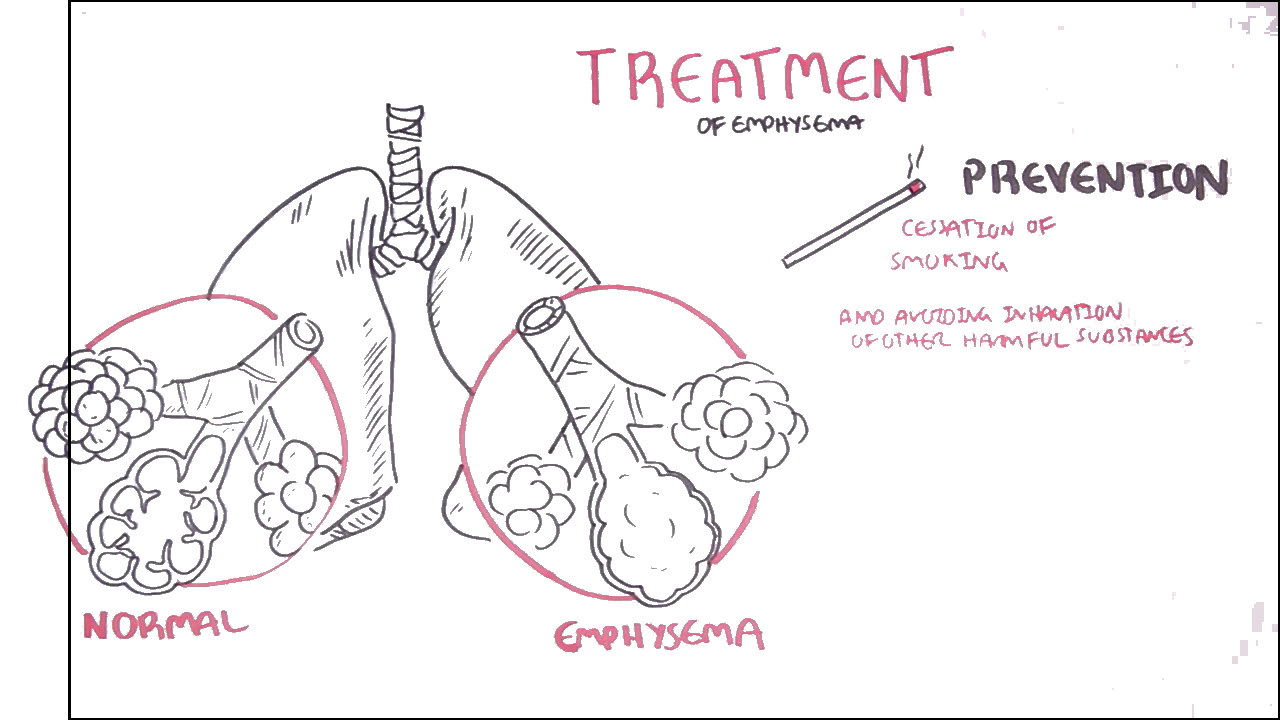 TREATMENT
OF EMPHYSEMA
PREVENTION
CESSATION OF
SMOKING
AND AVOIDING INHALATION
OF OTHER HARMFUL SUBSTANCES
NORMAL
EMPHYSEMA